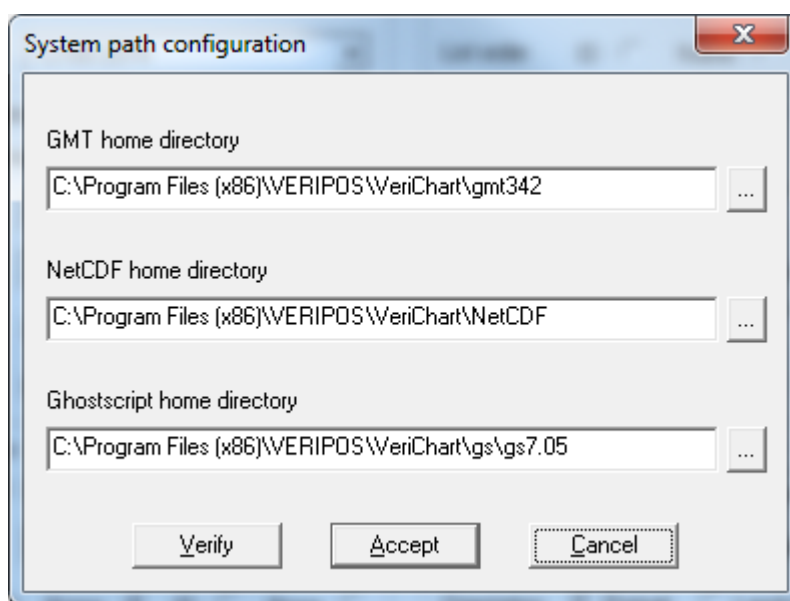 System path configuration
GMT home directory
C:\Program Files (x86)\VERIPOS\VeriChart\gmt342
...
NetCDF home directory
C:\Program Files (x86)\VERIPOS\VeriChart\NetCDF
...
Ghostscript home directory
C:\Program Files (x86)\VERIPOS\VeriChart\gs\gs7.05
...
Verify Accept Cancel